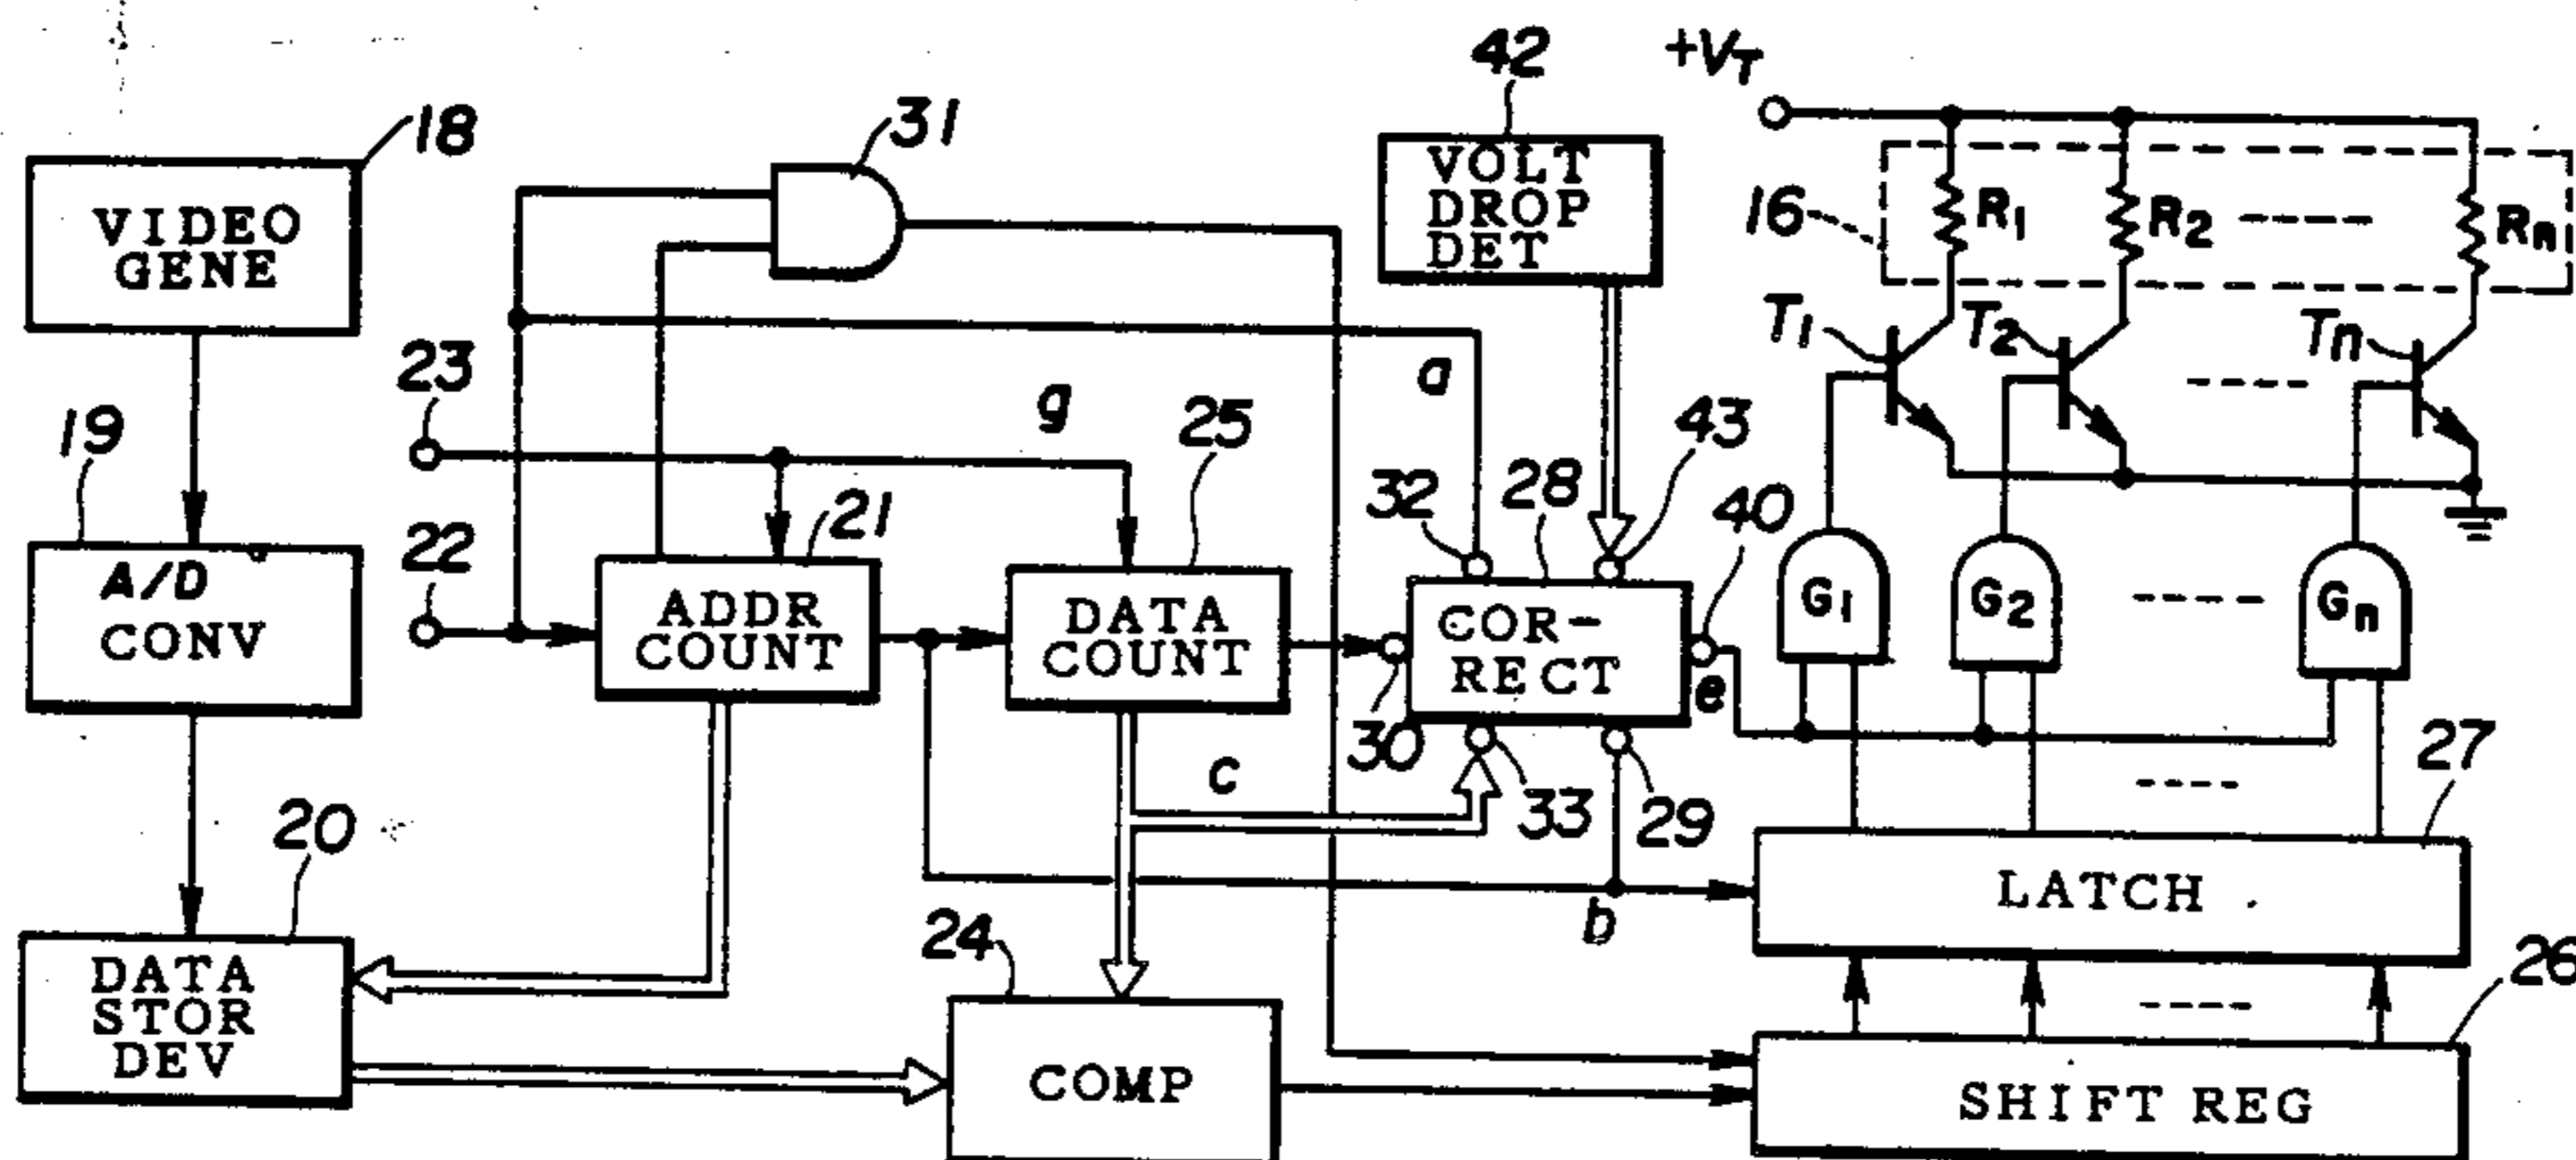 42
+VT
18
31
VIDEO
GENE
VOLT
DROP
DET
16
R1
R2
Rn
T1
T2
Tn
23
g
a
19
25
43
A/D
CONV
22
21
32
28
40
ADDR
COUNT
DATA
COUNT
COR-
RECT
G1
G2
Gn
30
e
33
29
27
c
20
24
b
LATCH
DATA
STOR
DEV
COMP
26
SHIFT REG